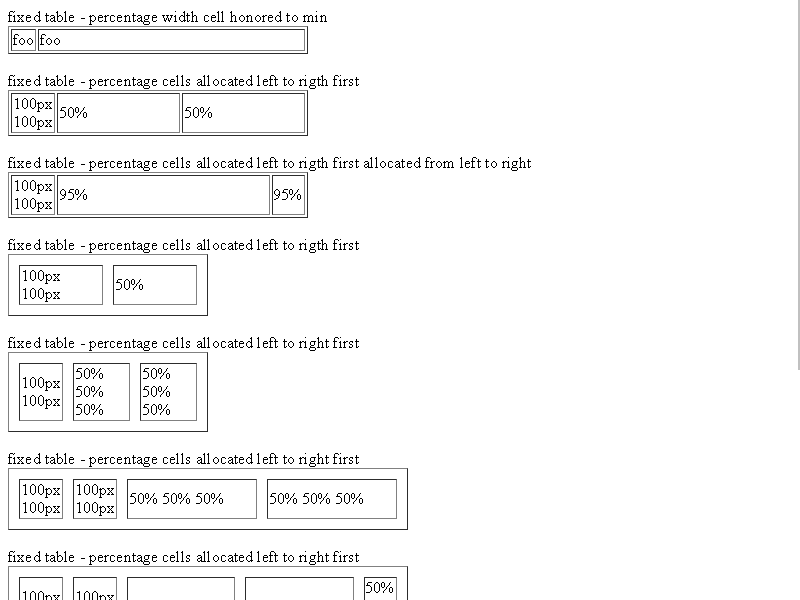 fixed table - percentage width cell honored to min
foo foo
fixed table - percentage cells allocated left to rigth first
100px
100px
50%
50%
fixed table - percentage cells allocated left to rigth first allocated from left to right
100px
100px
95%
95%
fixed table - percentage cells allocated left to rigth first
100px
100px
50%
fixed table - percentage cells allocated left to right first
100px
100px
50%
50%
50%
50%
50%
50%
fixed table - percentage cells allocated left to right first
100px
100px
100px
100px
50% 50% 50%
50% 50% 50%
fixed table - percentage cells allocated left to right first
100px
100px
50%